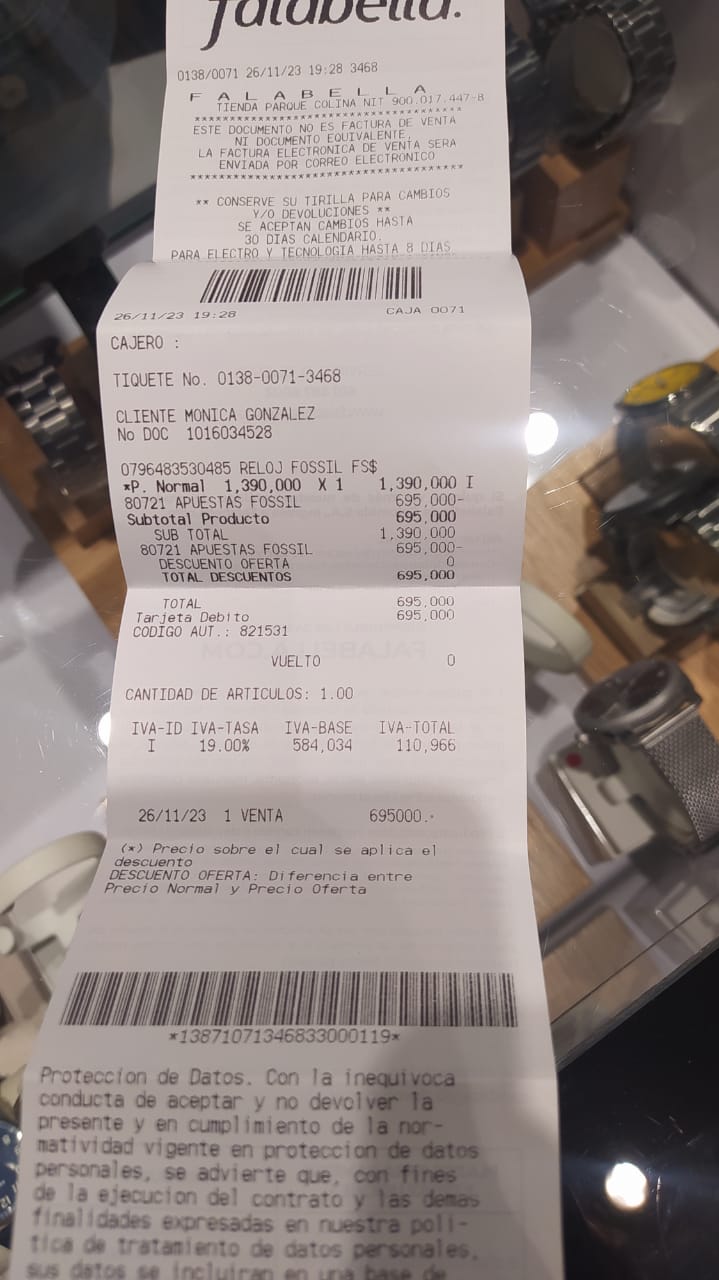 falabella.
0138/0071 26/11/23 19:28 3468
F A L A B E L L A
TIENDA PARQUE COLINA NIT 900.017.447-8
****************************************
ESTE DOCUMENTO NO ES FACTURA DE VENTA
NI DOCUMENTO EQUIVALENTE,
LA FACTURA ELECTRONICA DE VENTA SERA
ENVIADA POR CORREO ELECTRONICO
****************************************
** CONSERVE SU TIRILLA PARA CAMBIOS
Y/O DEVOLUCIONES **
SE ACEPTAN CAMBIOS HASTA
30 DIAS CALENDARIO.
PARA ELECTRO Y TECNOLOGIA HASTA 8 DIAS
26/11/23 19:28 CAJA 0071
CAJERO :
TIQUETE No. 0138-0071-3468
CLIENTE MONICA GONZALEZ
No DOC 1016034528
0796483530485 RELOJ FOSSIL FS$
*P. Normal 1,390,000 X 1 1,390,000 I
80721 APUESTAS FOSSIL 695,000-
Subtotal Producto 695,000
SUB TOTAL 1,390,000
80721 APUESTAS FOSSIL 695,000-
DESCUENTO OFERTA 0
TOTAL DESCUENTOS 695,000
TOTAL 695,000
Tarjeta Debito 695,000
CODIGO AUT.: 821531
VUELTO 0
CANTIDAD DE ARTICULOS: 1.00
IVA-ID IVA-TASA IVA-BASE IVA-TOTAL
I 19.00% 584,034 110,966
26/11/23 1 VENTA 695000.-
(*) Precio sobre el cual se aplica el
descuento
DESCUENTO OFERTA: Diferencia entre
Precio Normal y Precio Oferta
*13871071346833000119*
Proteccion de Datos. Con la inequivoca
conducta de aceptar y no devolver la
presente y en cumplimiento de la nor-
matividad vigente en proteccion de datos
personales, se advierte que, con fines
de la ejecucion del contrato y las demas
finalidades expresadas en nuestra poli-
tica de tratamiento de datos personales,
sus datos se incluiran en una base de